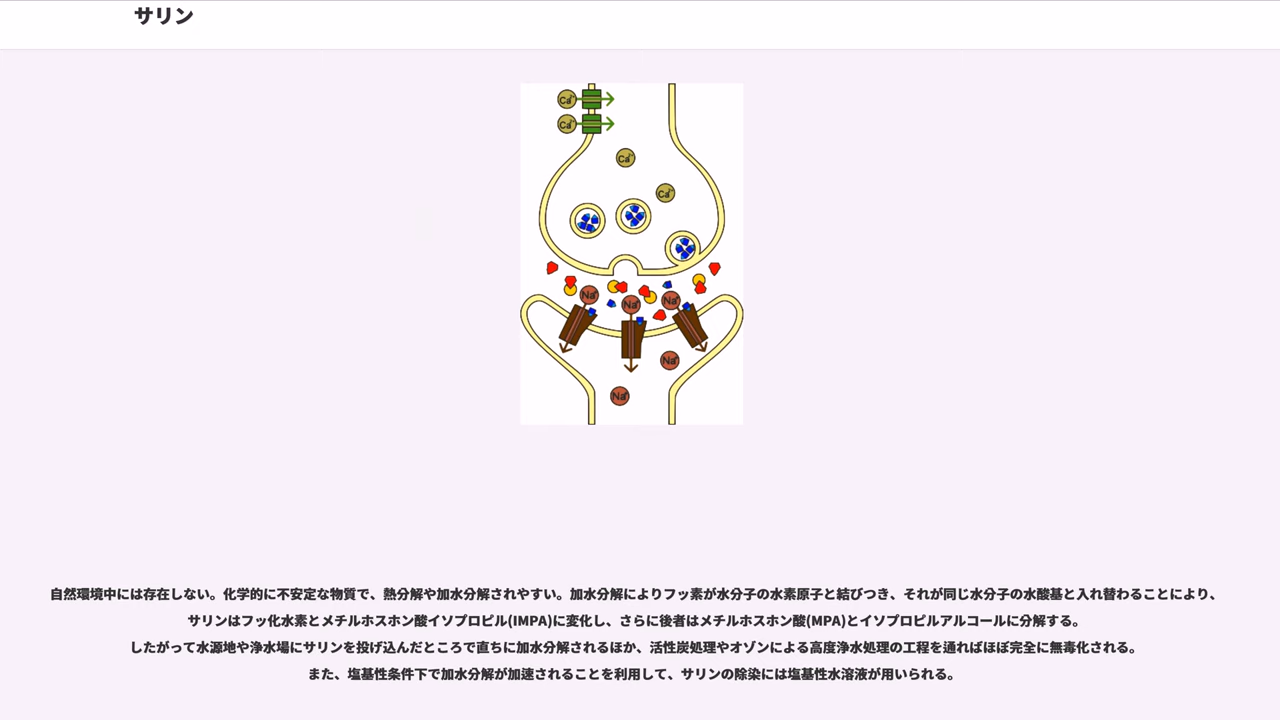 サリン
Ca⁺
Ca⁺
Ca⁺
Ca⁺
Na⁺
Na⁺
Na⁺
Na⁺
Na⁺
自然環境中には存在しない。化学的に不安定な物質で、熱分解や加水分解されやすい。加水分解によりフッ素が水分子の水素原子と結びつき、それが同じ水分子の水酸基と入れ替わることにより、
サリンはフッ化水素とメチルホスホン酸イソプロピル(IMPA)に変化し、さらに後者はメチルホスホン酸(MPA)とイソプロピルアルコールに分解する。
したがって水源地や浄水場にサリンを投げ込んだところで直ちに加水分解されるほか、活性炭処理やオゾンによる高度浄水処理の工程を通ればほぼ完全に無毒化される。
また、塩基性条件下で加水分解が加速されることを利用して、サリンの除染には塩基性水溶液が用いられる。